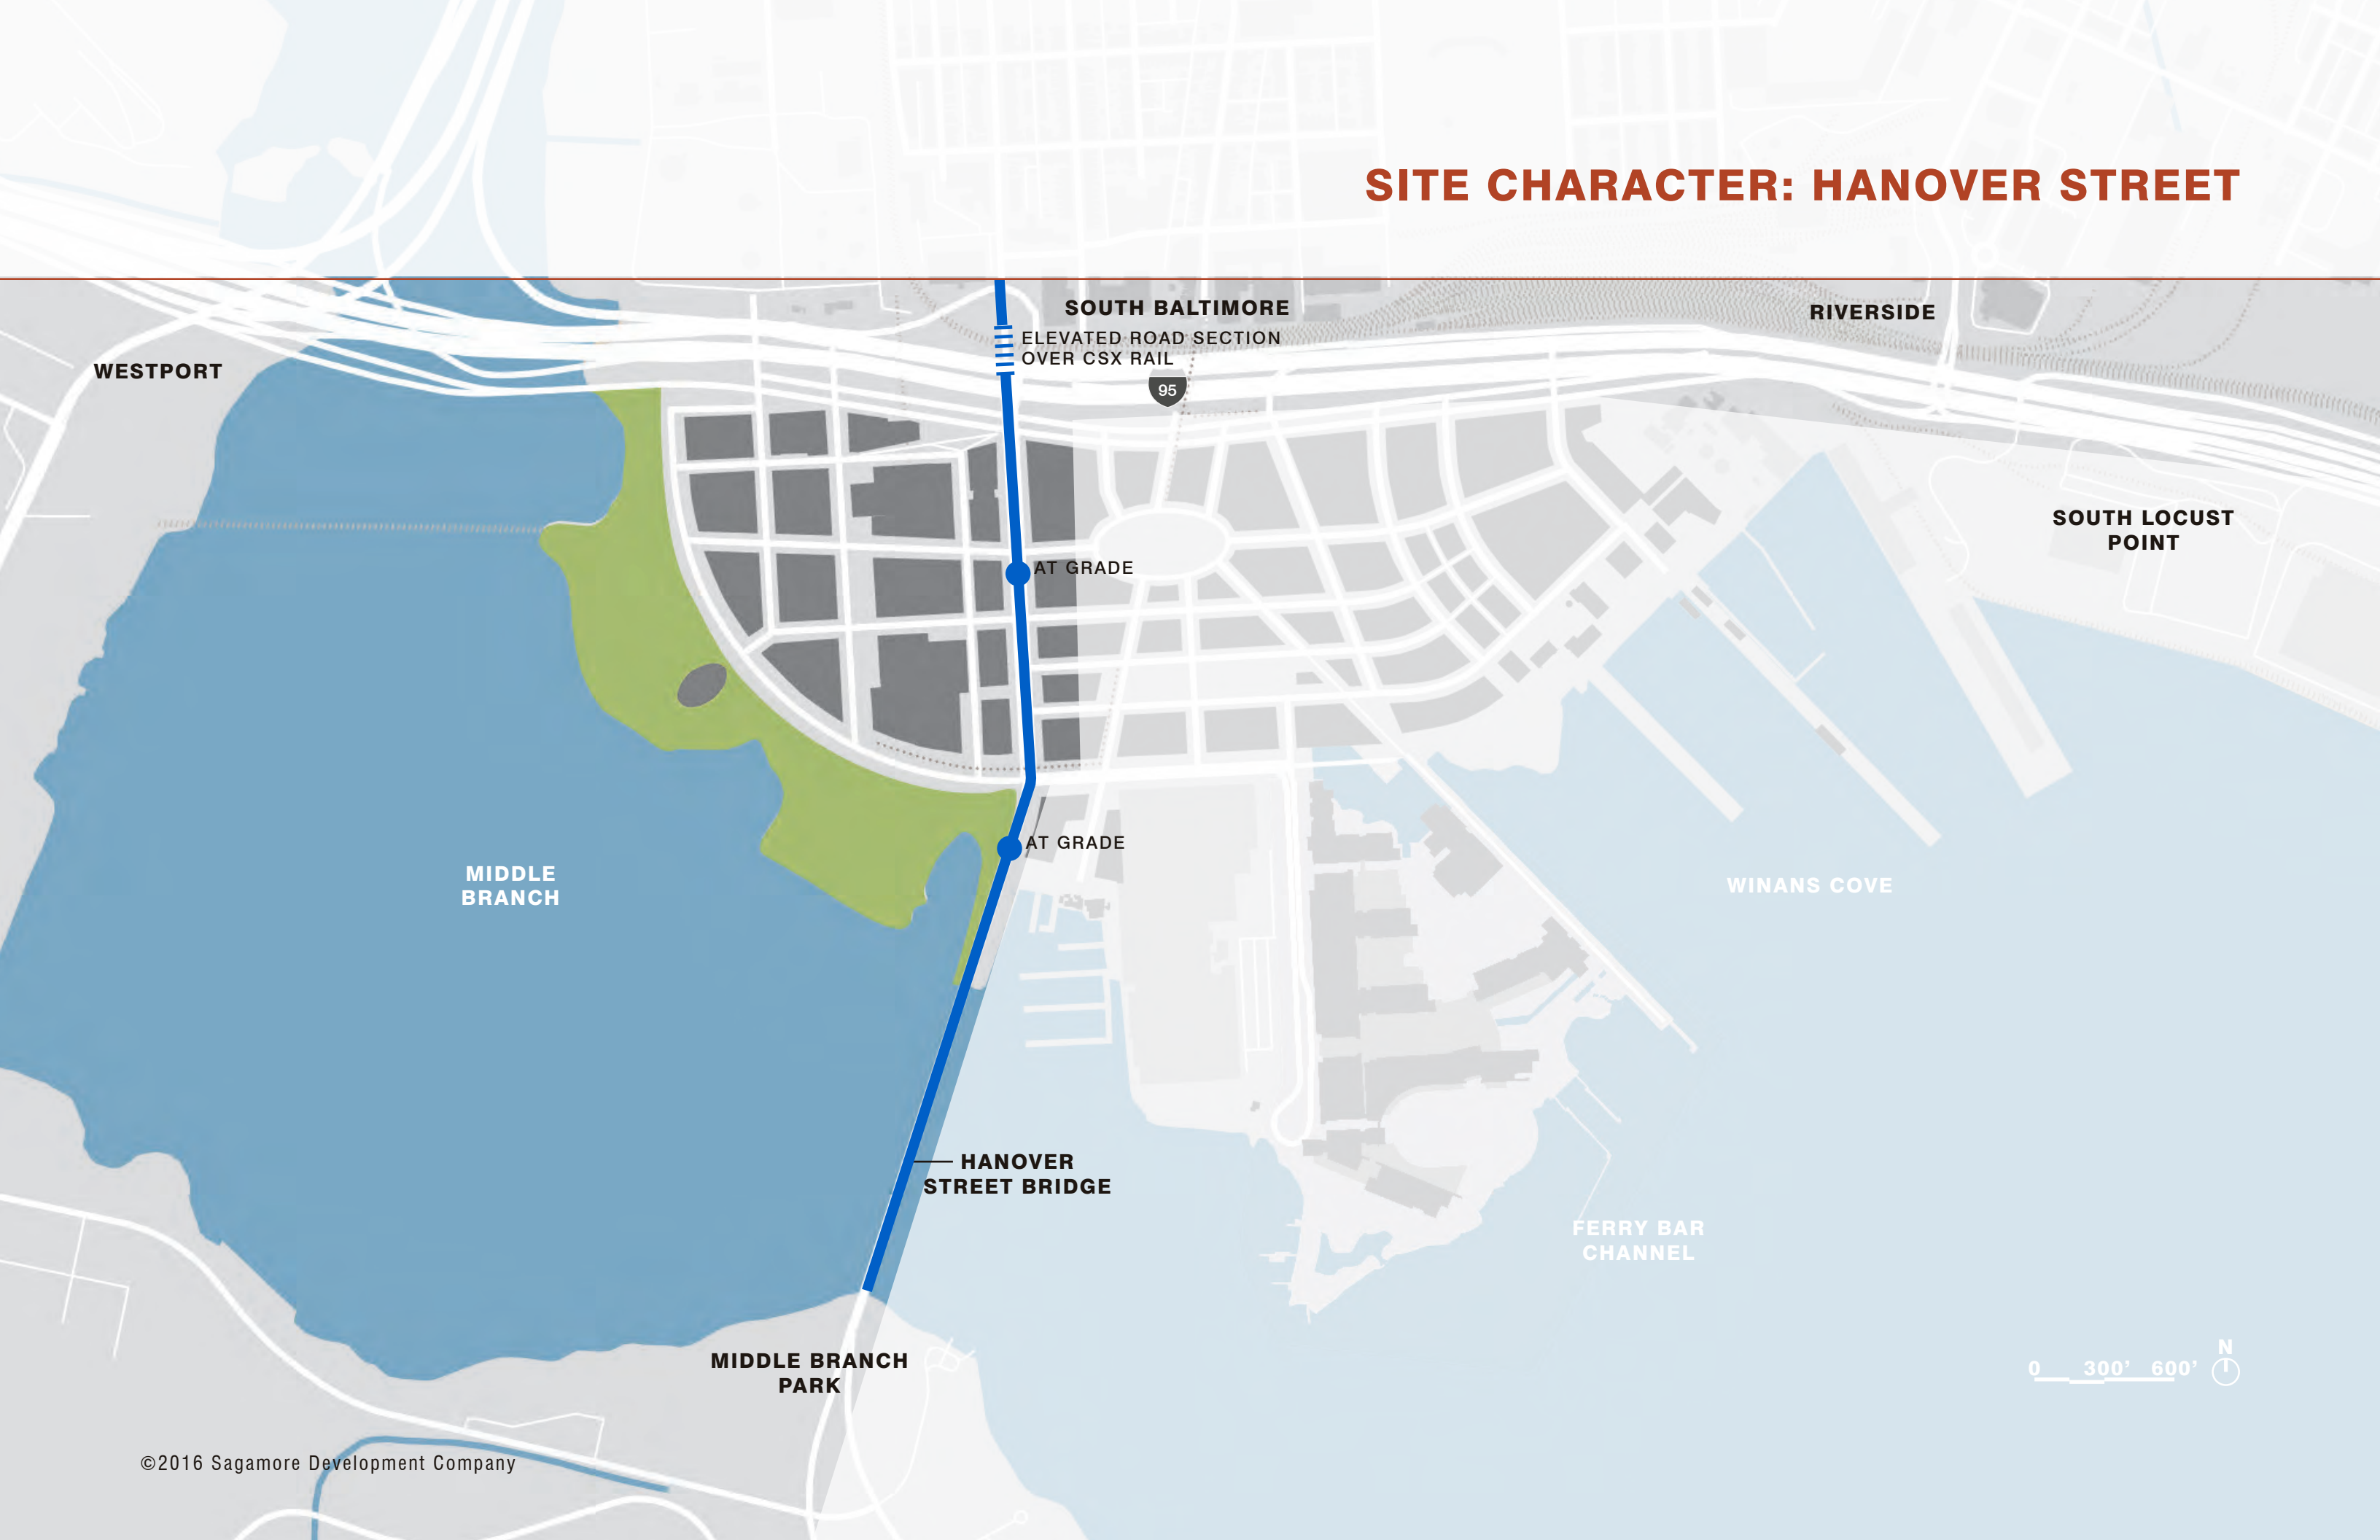 SITE CHARACTER: HANOVER STREET
SOUTH BALTIMORE
RIVERSIDE
ELEVATED ROAD SECTION
OVER CSX RAIL
WESTPORT
95
SOUTH LOCUST
POINT
AT GRADE
AT GRADE
MIDDLE
BRANCH
WINANS COVE
HANOVER
STREET BRIDGE
FERRY BAR
CHANNEL
MIDDLE BRANCH
PARK
N
0 300' 600'
©2016 Sagamore Development Company